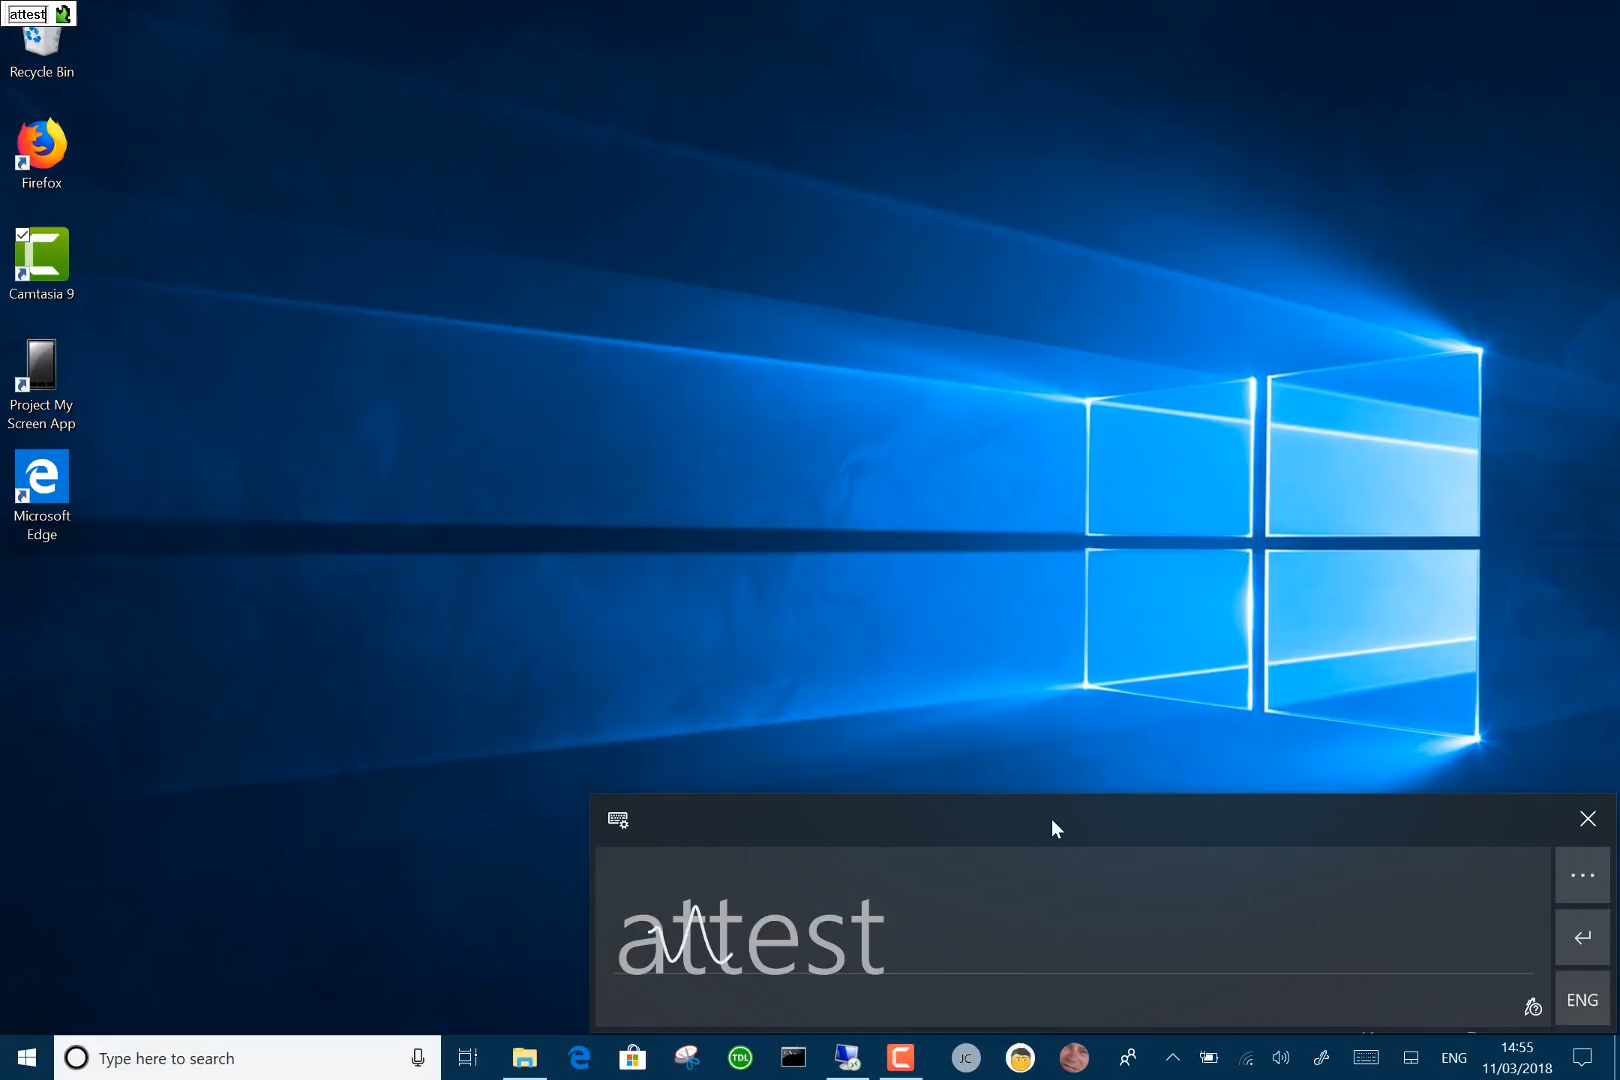 attest
Recycle Bin
Firefox
Camtasia 9
Project My
Screen App
Microsoft
Edge
attest
ENG
Type here to search
TDL
JC
ENG
14:55
11/03/2018